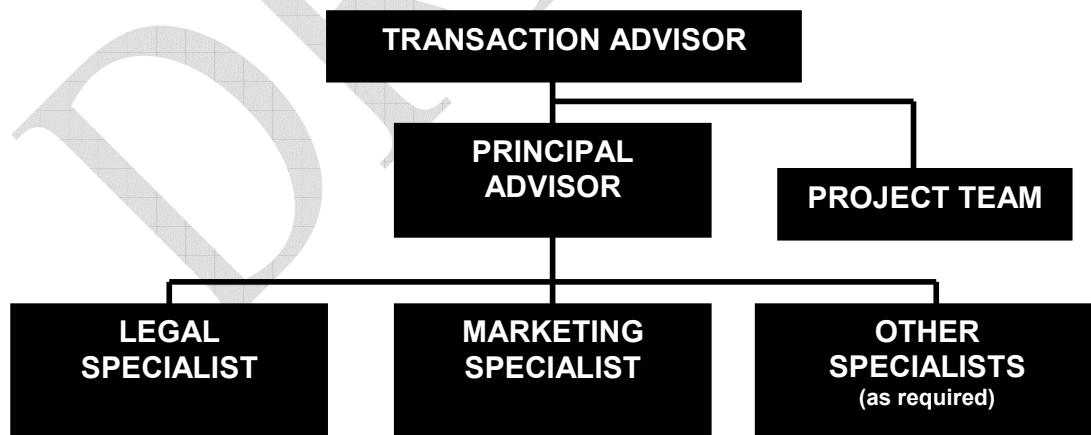 TRANSACTION ADVISOR
PRINCIPAL
ADVISOR
PROJECT TEAM
LEGAL
SPECIALIST
MARKETING
SPECIALIST
OTHER
SPECIALISTS
(as required)